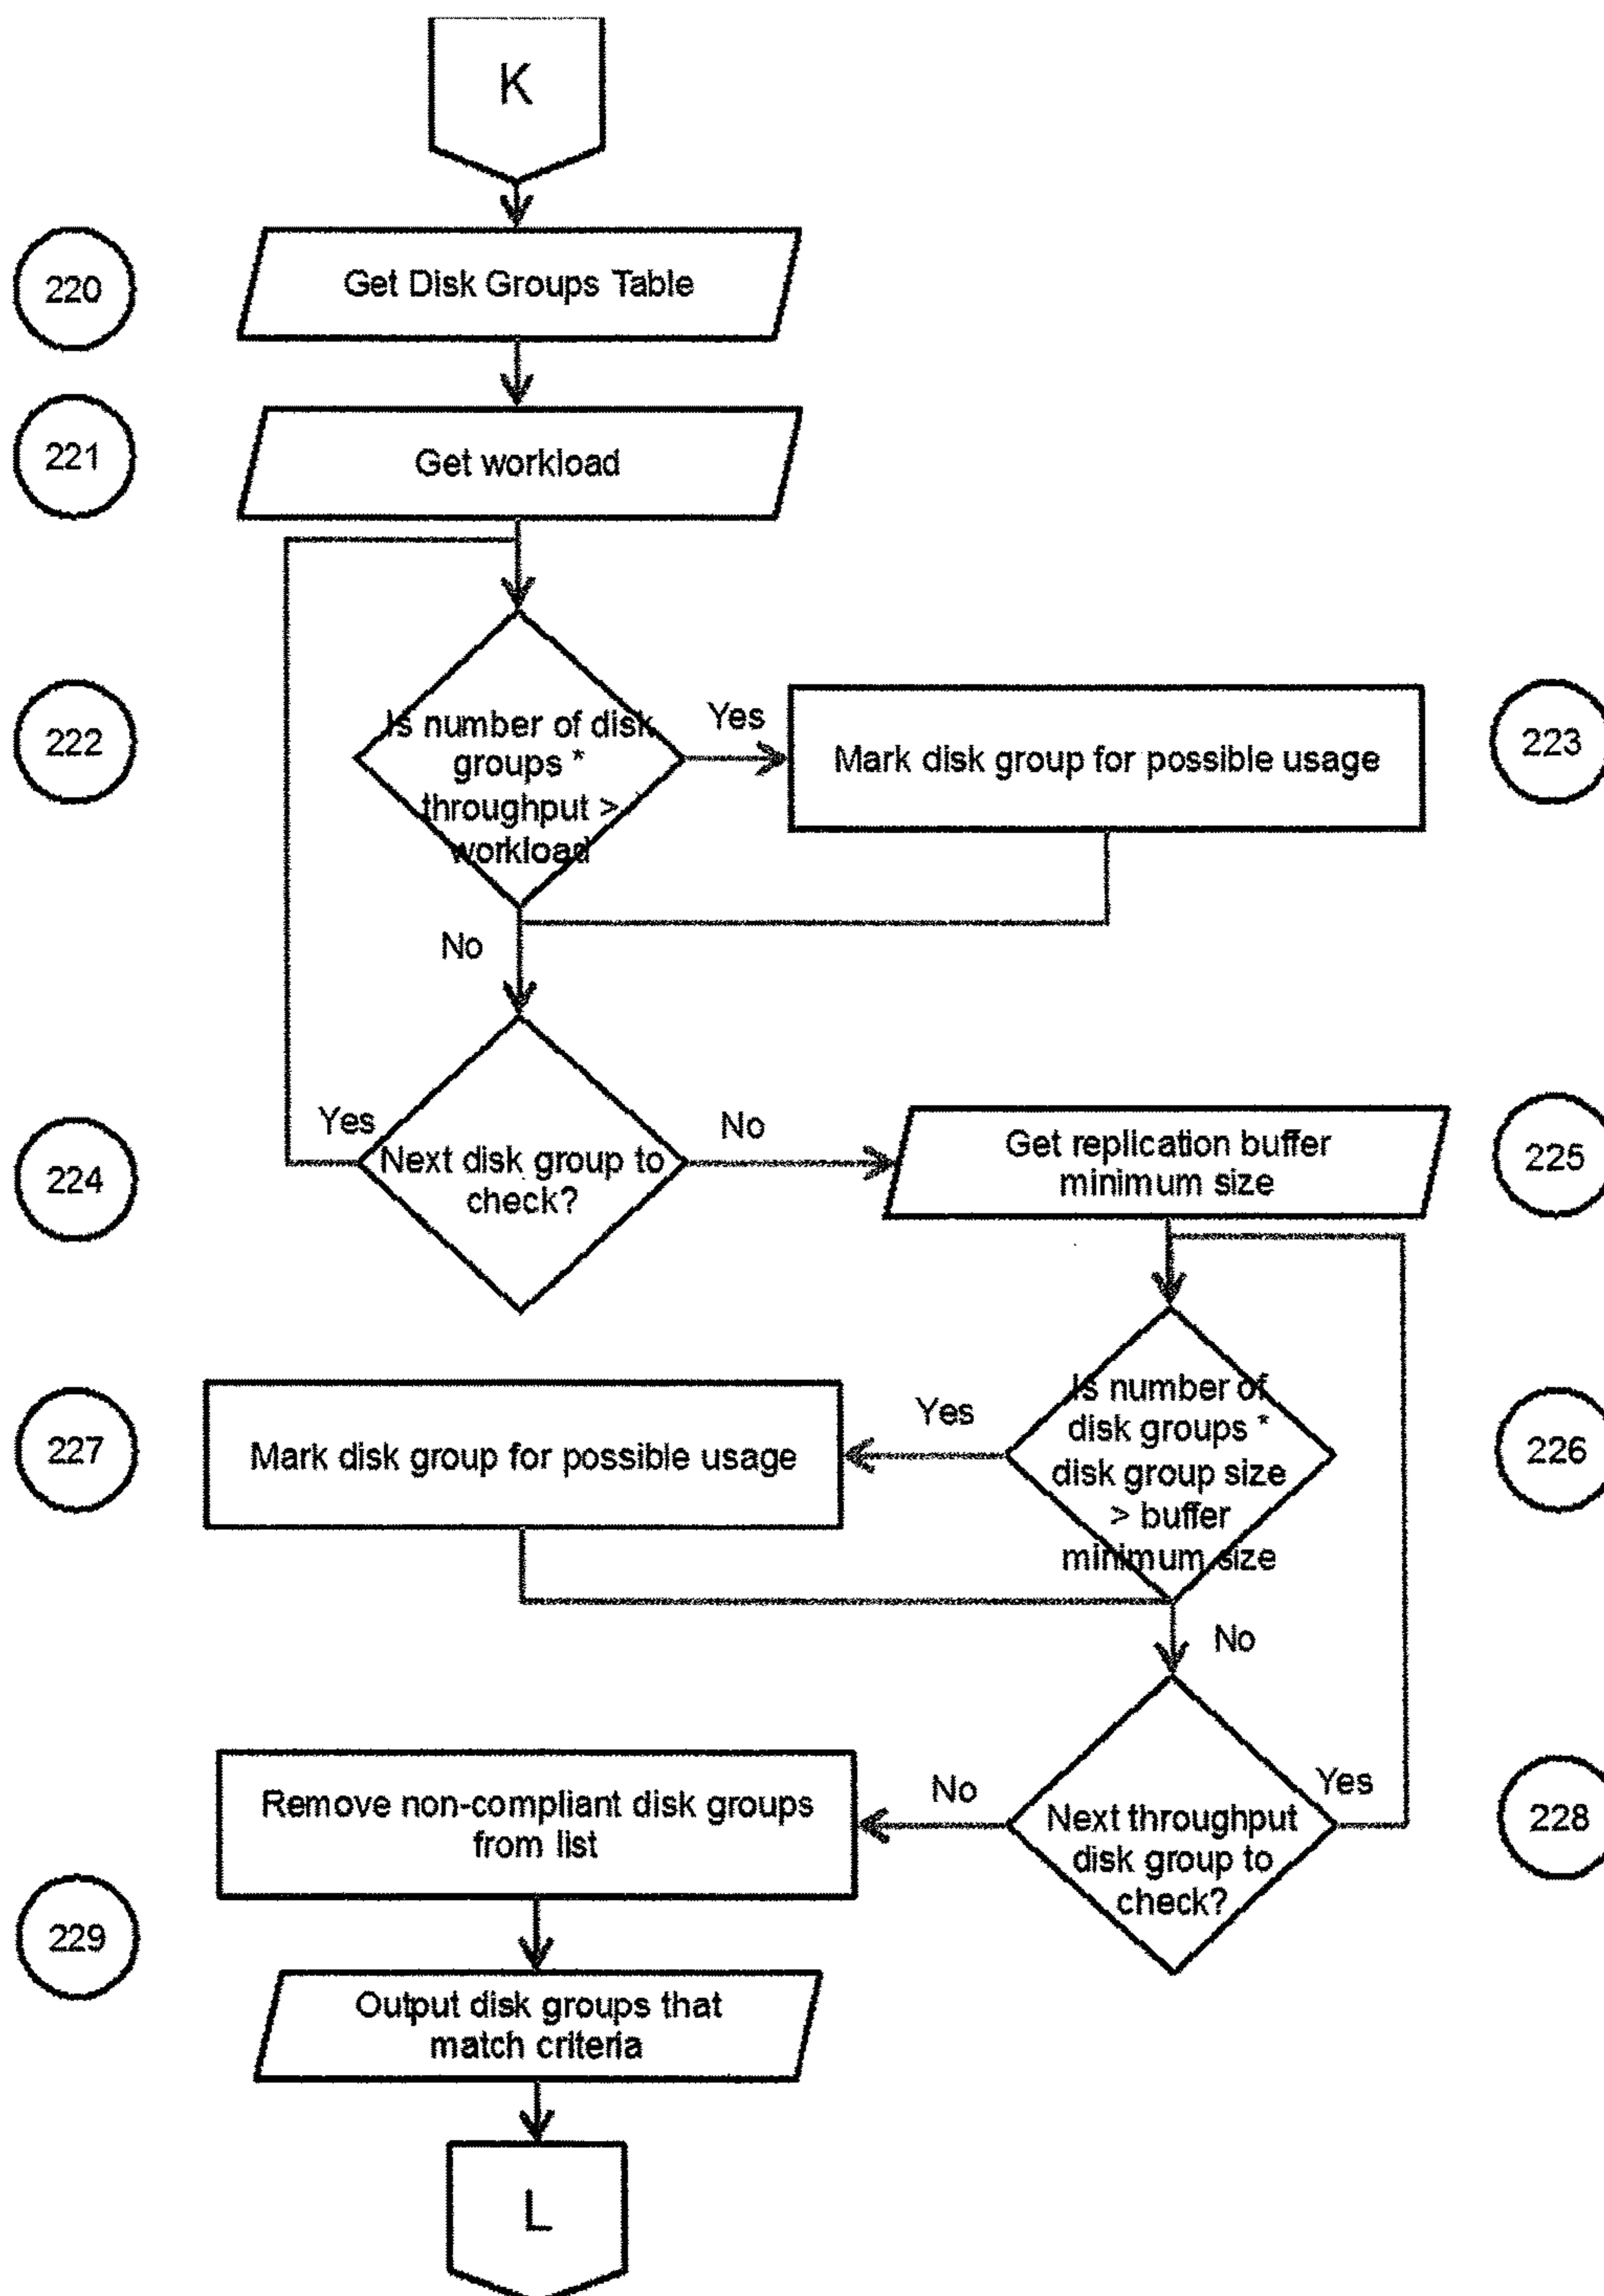 K
220
Get Disk Groups Table
221
Get workload
222
Is number of disk
groups *
throughput >
workload
Yes
Mark disk group for possible usage
223
No
224
Yes
Next disk group to
check?
No
Get replication buffer
minimum size
225
227
Mark disk group for possible usage
Yes
Is number of
disk groups *
disk group size
> buffer
minimum size
226
No
Remove non-compliant disk groups
from list
No
Next throughput
disk group to
check?
Yes
228
229
Output disk groups that
match criteria
L